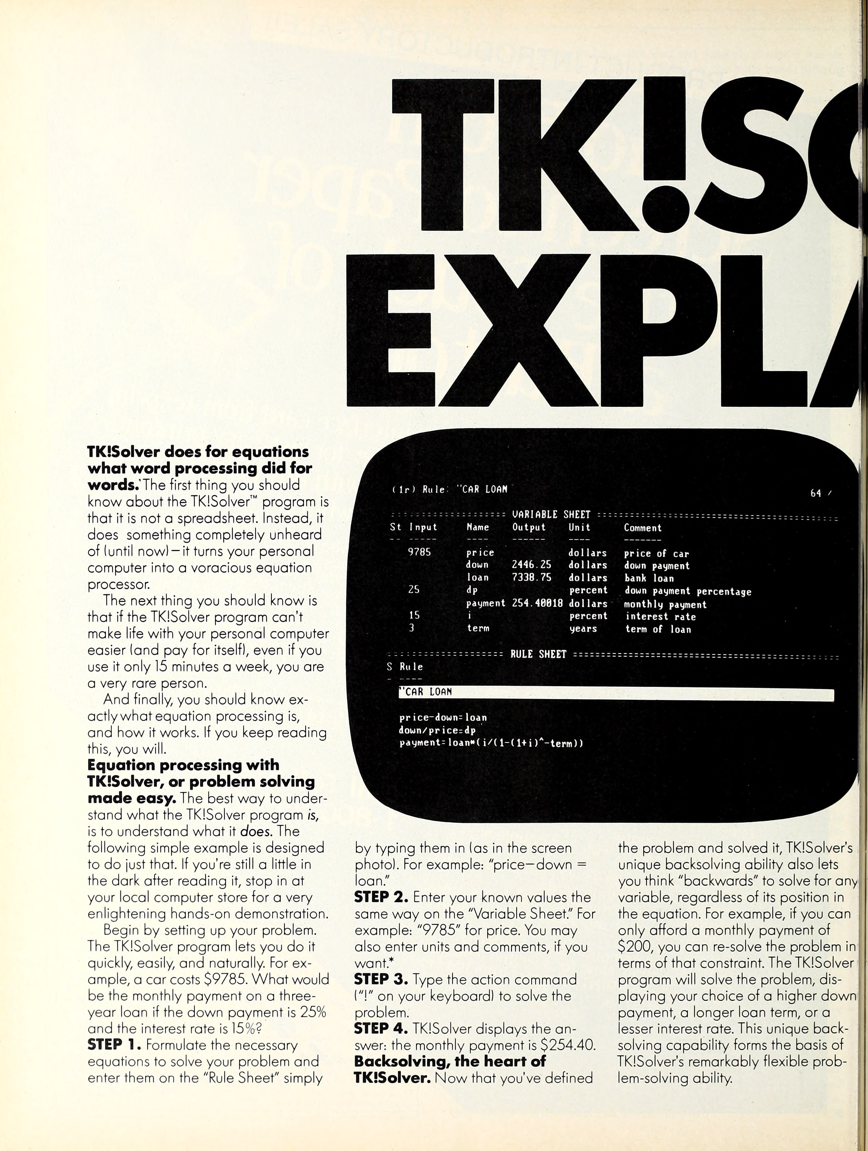 TK!SO
EXPLA
TK!Solver does for equations
what word processing did for
words. The first thing you should
know about the TK!Solver™ program is
that it is not a spreadsheet. Instead, it
does something completely unheard
of (until now)—it turns your personal
computer into a voracious equation
processor.
The next thing you should know is
that if the TK!Solver program can't
make life with your personal computer
easier (and pay for itself), even if you
use it only 15 minutes a week, you are
a very rare person.
And finally, you should know ex-
actly what equation processing is,
and how it works. If you keep reading
this, you will.
Equation processing with
TK!Solver, or problem solving
made easy. The best way to under-
stand what the TK!Solver program is,
is to understand what it does. The
following simple example is designed
to do just that. If you're still a little in
the dark after reading it, stop in at
your local computer store for a very
enlightening hands-on demonstration.
Begin by setting up your problem.
The TK!Solver program lets you do it
quickly, easily, and naturally. For ex-
ample, a car costs $9785. What would
be the monthly payment on a three-
year loan if the down payment is 25%
and the interest rate is 15%?
STEP 1. Formulate the necessary
equations to solve your problem and
enter them on the "Rule Sheet" simply
(1r) Rule: "CAR LOAN 64 /
VARIABLE SHEET
St Input Name Output Unit Comment
9785 price dollars price of car
down 2446.25 dollars down payment
loan 7338.75 dollars bank loan
25 dp percent down payment percentage
payment 254.40018 dollars monthly payment
15 i percent interest rate
3 term years term of loan
RULE SHEET
S Rule
"CAR LOAN
price-down=loan
down/price=dp
payment=loan*(i/(1-(1+i)^-term))
by typing them in (as in the screen
photo). For example: "price—down =
loan."
STEP 2. Enter your known values the
same way on the "Variable Sheet." For
example: "9785" for price. You may
also enter units and comments, if you
want.*
STEP 3. Type the action command
("!" on your keyboard) to solve the
problem.
STEP 4. TK!Solver displays the an-
swer: the monthly payment is $254.40.
Backsolving, the heart of
TK!Solver. Now that you've defined
the problem and solved it, TK!Solver's
unique backsolving ability also lets
you think "backwards" to solve for any
variable, regardless of its position in
the equation. For example, if you can
only afford a monthly payment of
$200, you can re-solve the problem in
terms of that constraint. The TK!Solver
program will solve the problem, dis-
playing your choice of a higher down
payment, a longer loan term, or a
lesser interest rate. This unique back-
solving capability forms the basis of
TK!Solver's remarkably flexible prob-
lem-solving ability.